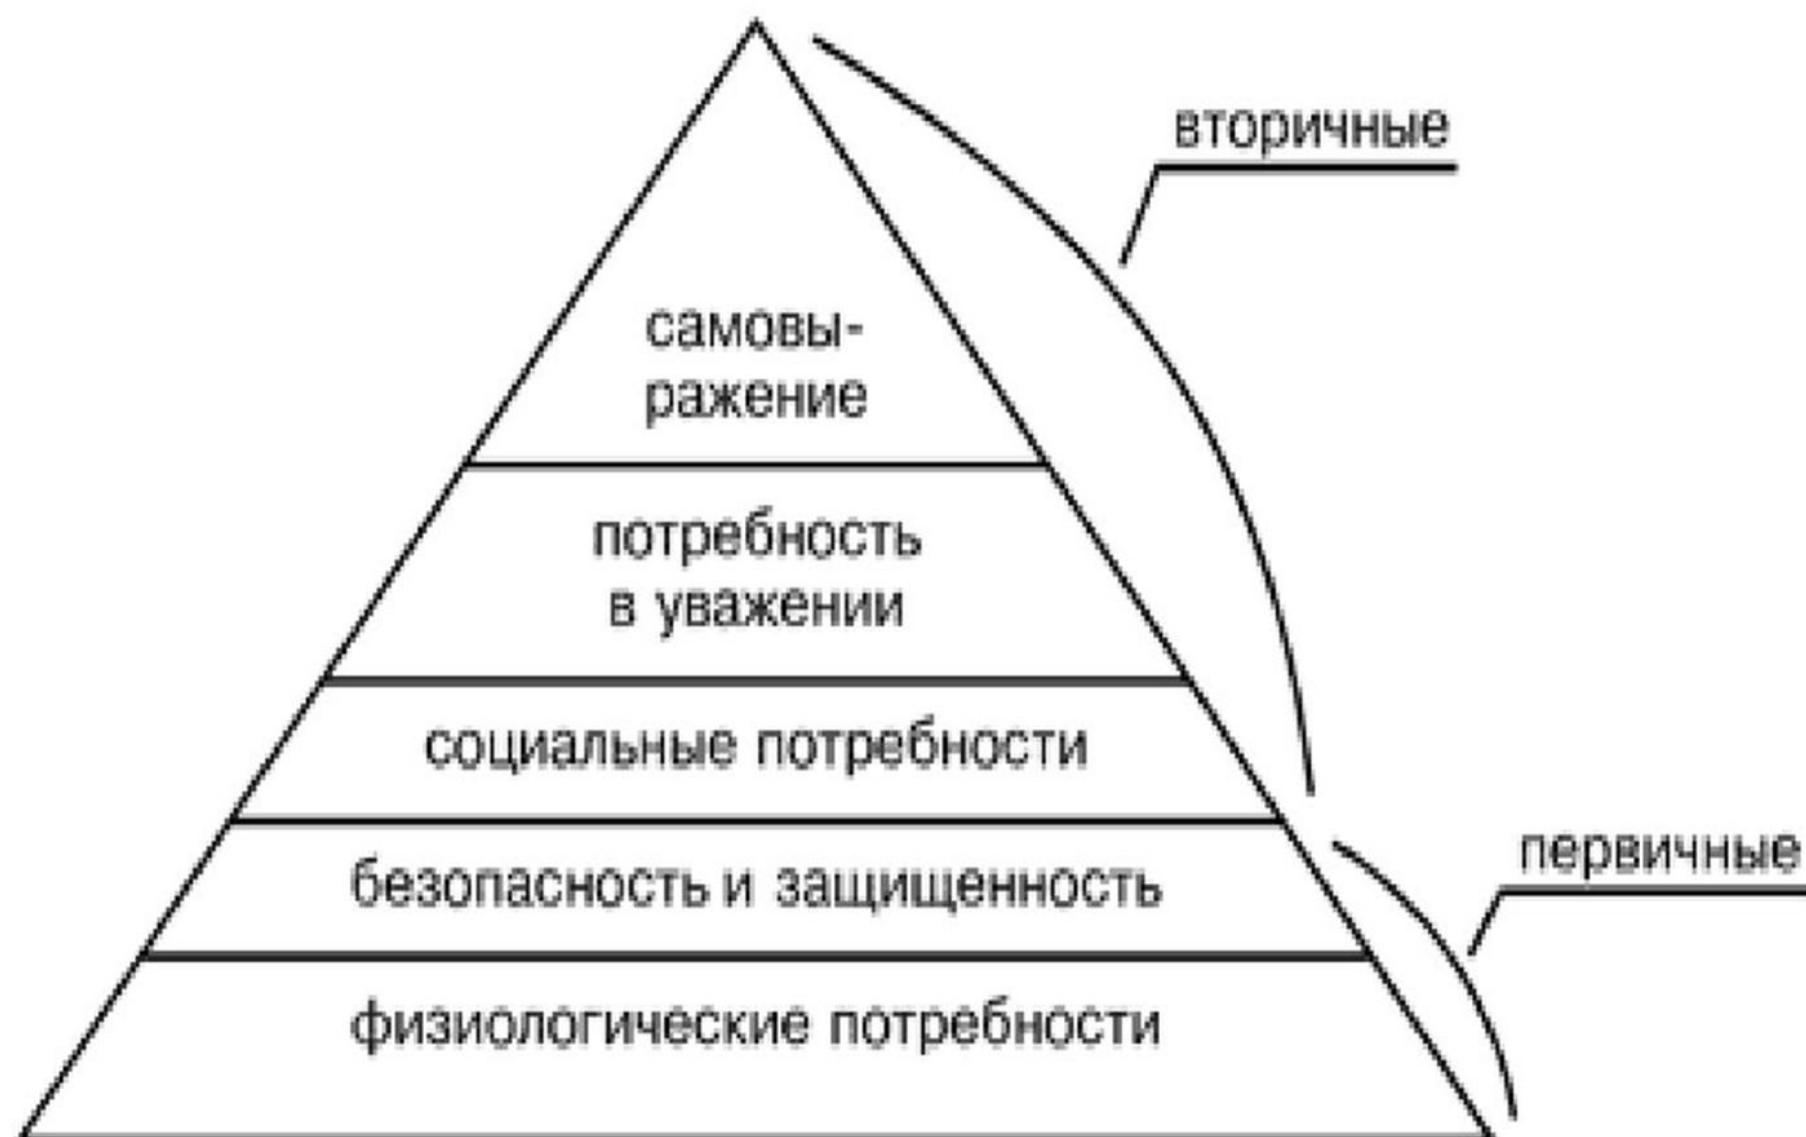 вторичные
самовы-
ражение
потребность
в уважении
социальные потребности
первичные
безопасность и защищенность
физиологические потребности